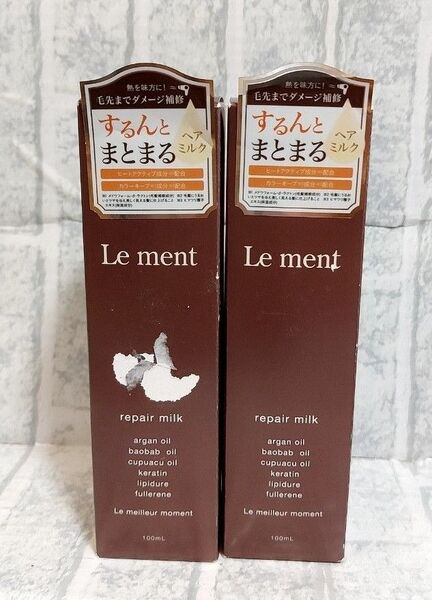 熱を味方に!
毛先までダメージ補修
するんと
まとまる
ヘア
ミルク
ヒートアクティブ成分※配合
カラーキープ※成分※配合
Le ment
repair milk
argan oil
baobab oil
cupuacu oil
keratin
lipidure
fullerene
Le meilleur moment
100mL
熱を味方に!
毛先までダメージ補修
するんと
まとまる
ヘア
ミルク
ヒートアクティブ成分※配合
カラーキープ※成分※配合
Le ment
repair milk
argan oil
baobab oil
cupuacu oil
keratin
lipidure
fullerene
Le meilleur moment
100mL